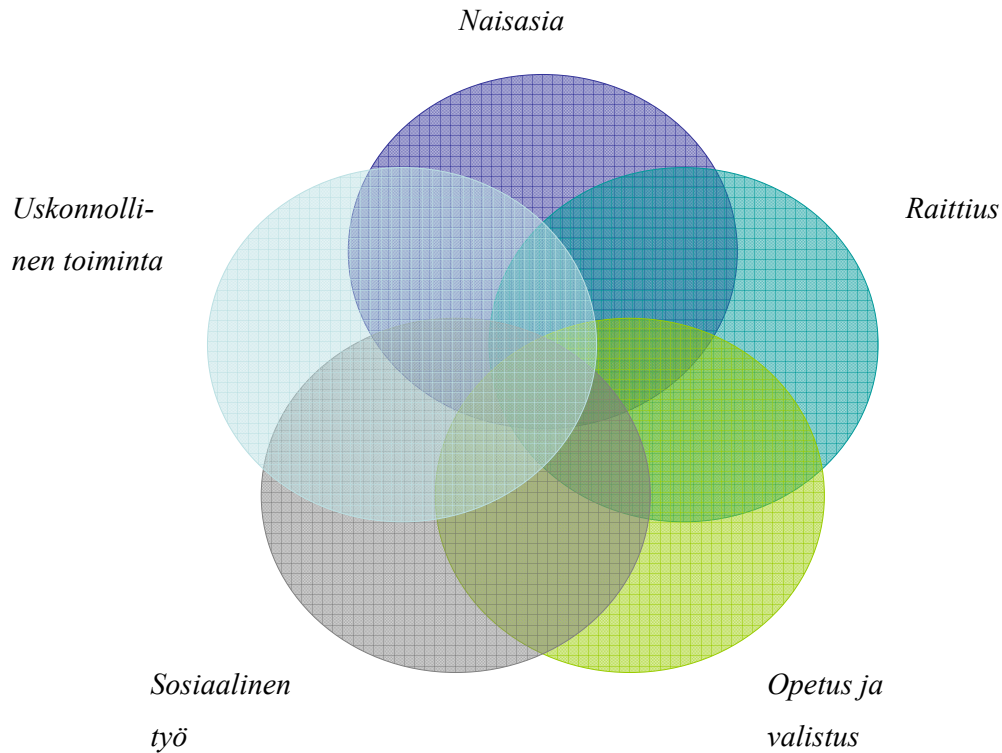 Naisasia
Uskonnolli-
nen toiminta
Raittius
Sosiaalinen
työ
Opetus ja
valistus